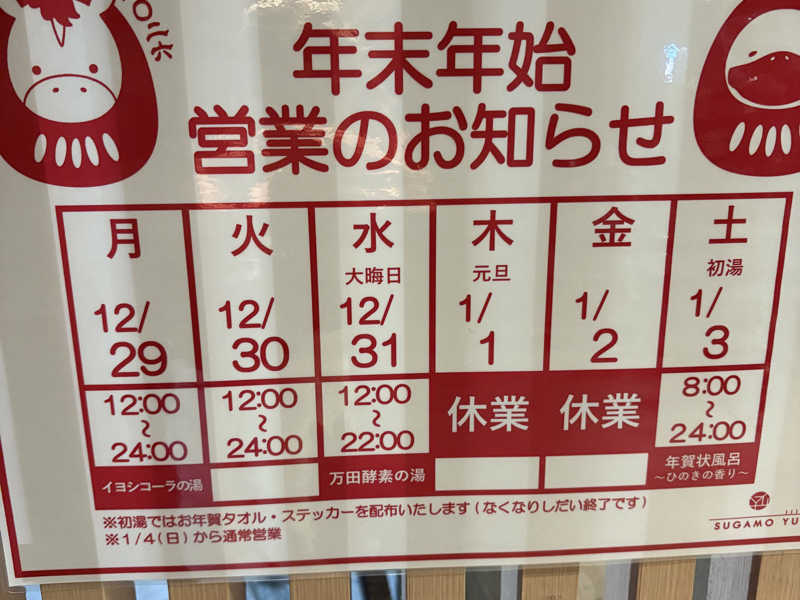 年末年始
営業のお知らせ
月 火 水 木 金 土
大晦日 元旦 初湯
12/29 12/30 12/31 1/1 1/2 1/3
12:00～24:00 12:00～24:00 12:00～22:00 休業 休業 8:00～24:00
イヨシコーラの湯 万田酵素の湯 年賀状風呂
～ひのきの香り～
※初湯ではお年賀タオル・ステッカーを配布いたします(なくなりしだい終了です)
※1/4(日)から通常営業
SUGAMO YU